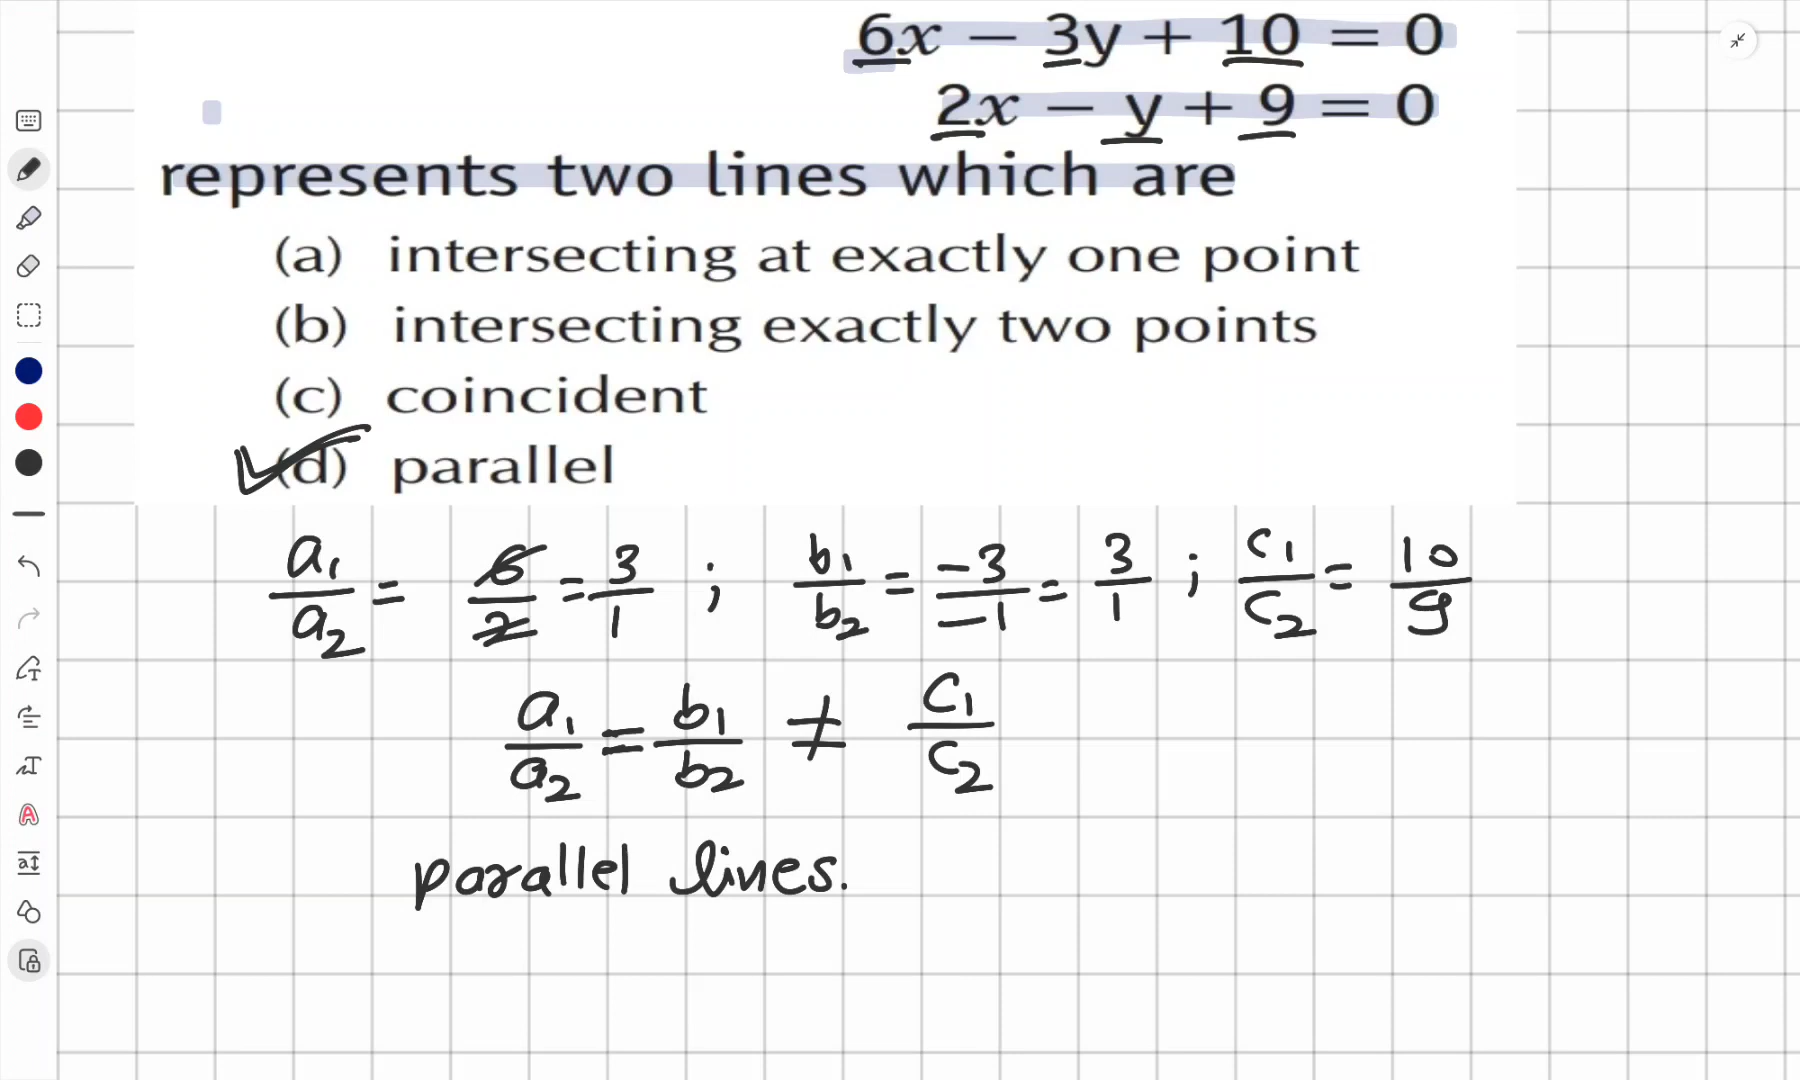 6x − 3y + 10 = 0
2x − y + 9 = 0
represents two lines which are
(a) intersecting at exactly one point
(b) intersecting exactly two points
(c) coincident
(d) parallel
a₁/a₂ = 6/2 = 3/1 ; b₁/b₂ = −3/−1 = 3/1 ; c₁/c₂ = 10/9
a₁/a₂ = b₁/b₂ ≠ c₁/c₂
parallel lines.